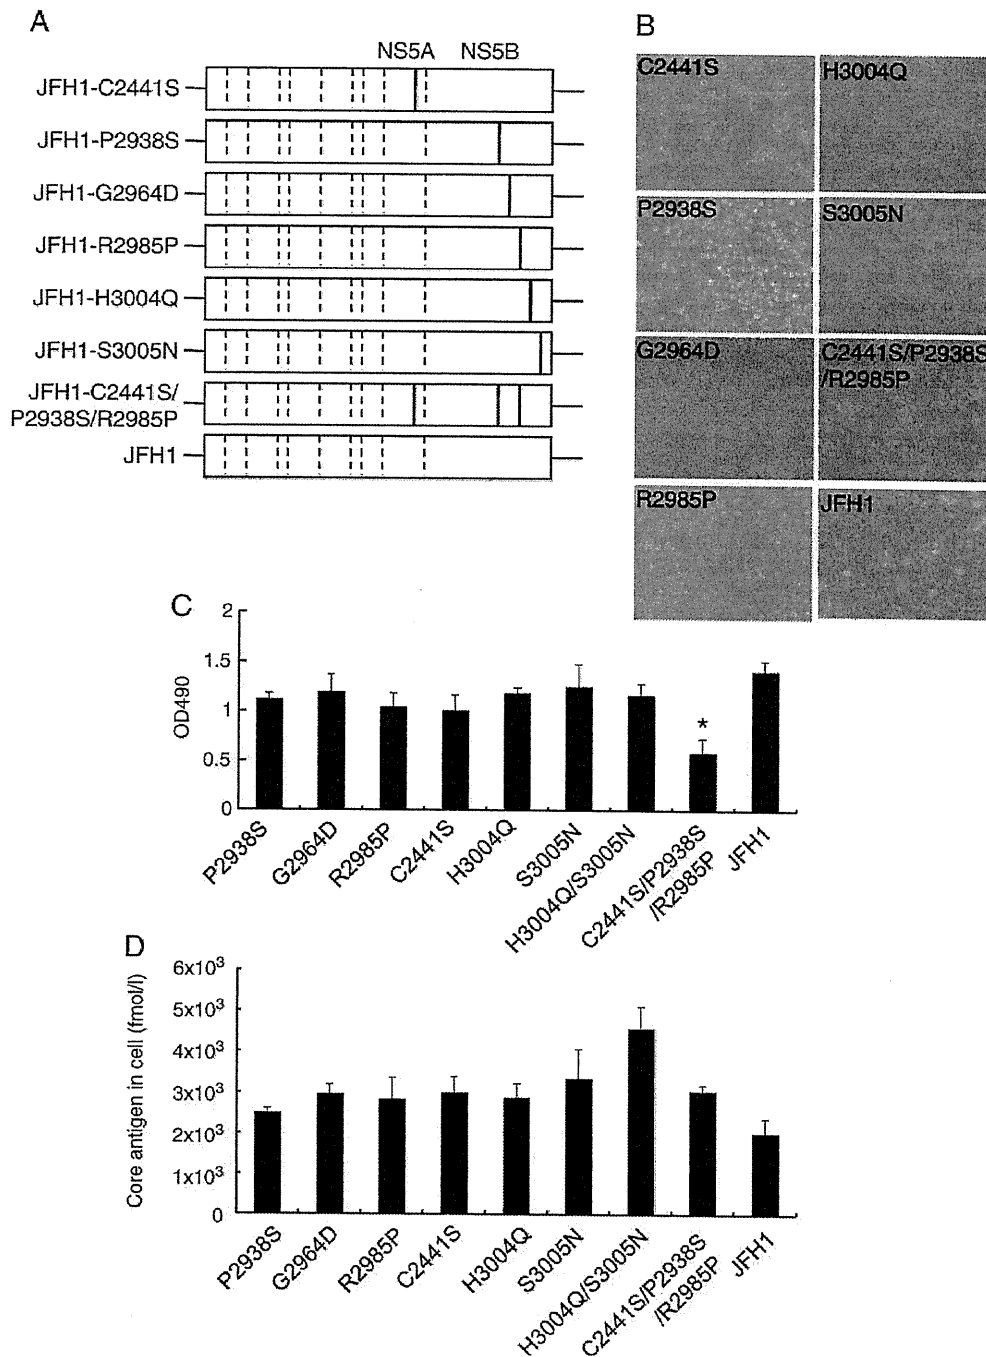 A
NS5A NS5B
JFH1-C2441S
JFH1-P2938S
JFH1-G2964D
JFH1-R2985P
JFH1-H3004Q
JFH1-S3005N
JFH1-C2441S/
P2938S/R2985P
JFH1
B
C2441S
H3004Q
P2938S
S3005N
G2964D
C2441S/P2938S
/R2985P
R2985P
JFH1
C
2
1.5
1
0.5
0
OD490
*
P2938S
G2964D
R2985P
C2441S
H3004Q
S3005N
H3004Q/S3005N
C2441S/P2938S
/R2985P
JFH1
D
6x10³
5x10³
4x10³
3x10³
2x10³
1x10³
0
Core antigen in cell (fmol/l)
P2938S
G2964D
R2985P
C2441S
H3004Q
S3005N
H3004Q/S3005N
C2441S/P2938S
/R2985P
JFH1